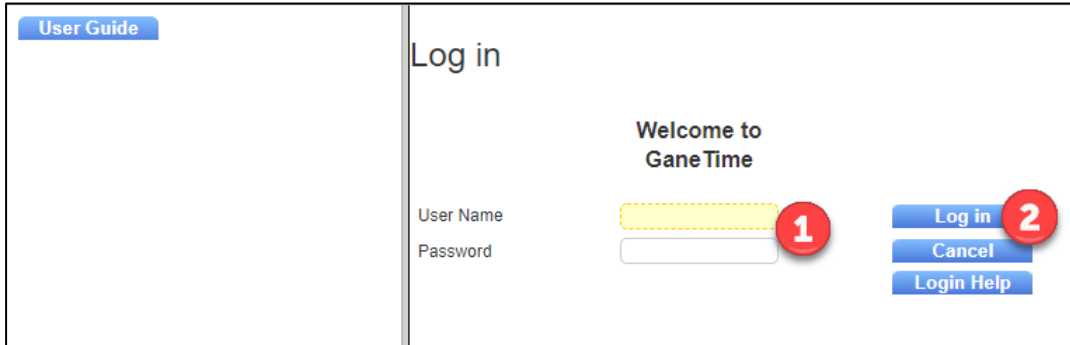 User Guide
Log in
Welcome to
GaneTime
User Name
1
Log in
2
Password
Cancel
Login Help